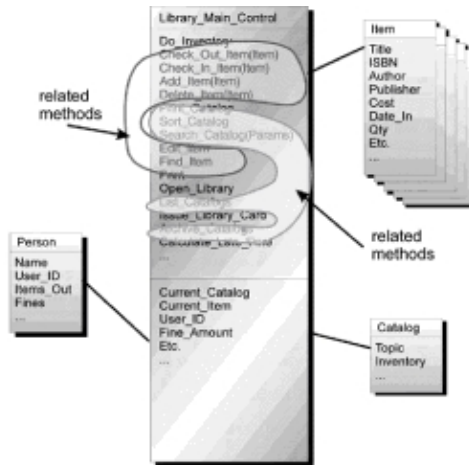 Library_Main_Control
Do_Inventory
Check_Out_Item(Item)
Check_In_Item(Item)
Add_Item(Item)
Delete_Item(Item)
Print_Catalog
Sort_Catalog
Search_Catalog(Params)
Edit_Item
Find_Item
Print
Open_Library
List_Catalogs
Issue_Library_Card
Archive_Catalogs
Calculate_Late_Fine
...
Current_Catalog
Current_Item
User_ID
Fine_Amount
Etc.
...
related
methods
Person
Name
User_ID
Items_Out
Fines
...
Item
Title
ISBN
Author
Publisher
Cost
Date_In
Qty
Etc.
...
related
methods
Catalog
Topic
Inventory
...